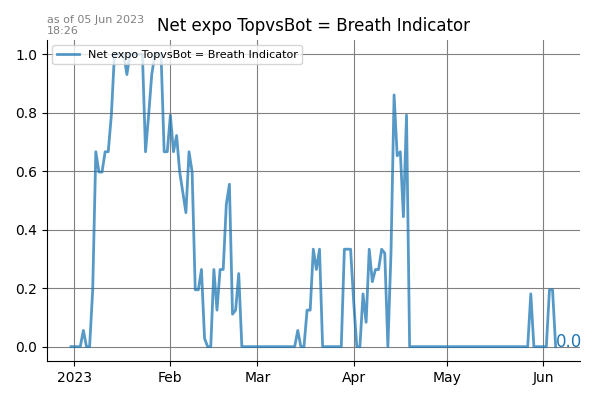 as of 05 Jun 2023
18:26
Net expo TopvsBot = Breath Indicator
Net expo TopvsBot = Breath Indicator
1.0
0.8
0.6
0.4
0.2
0.0
0.0
2023 Feb Mar Apr May Jun